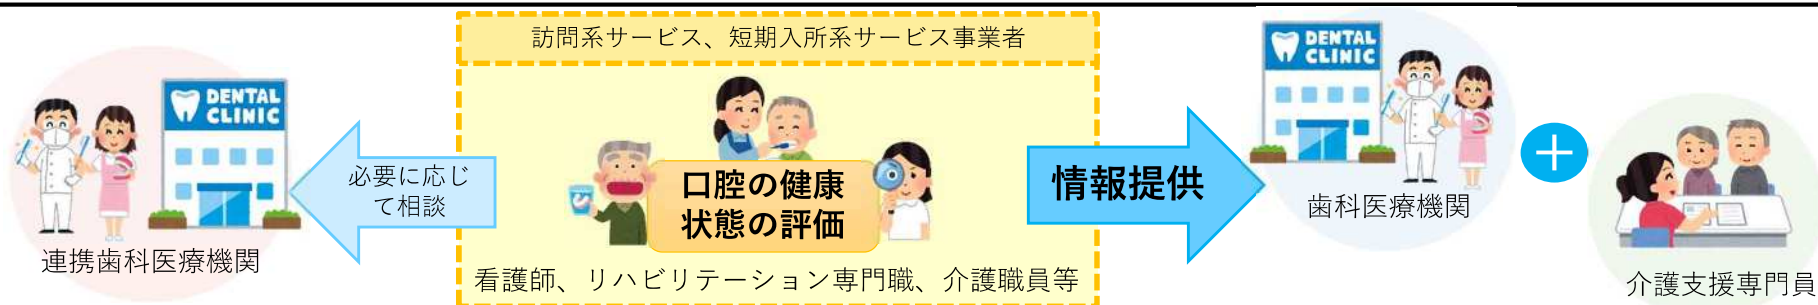 訪問系サービス、短期入所系サービス事業者
DENTAL
CLINIC
必要に応じ
て相談
連携歯科医療機関
口腔の健康
状態の評価
看護師、リハビリテーション専門職、介護職員等
情報提供
DENTAL
CLINIC
歯科医療機関
+
介護支援専門員